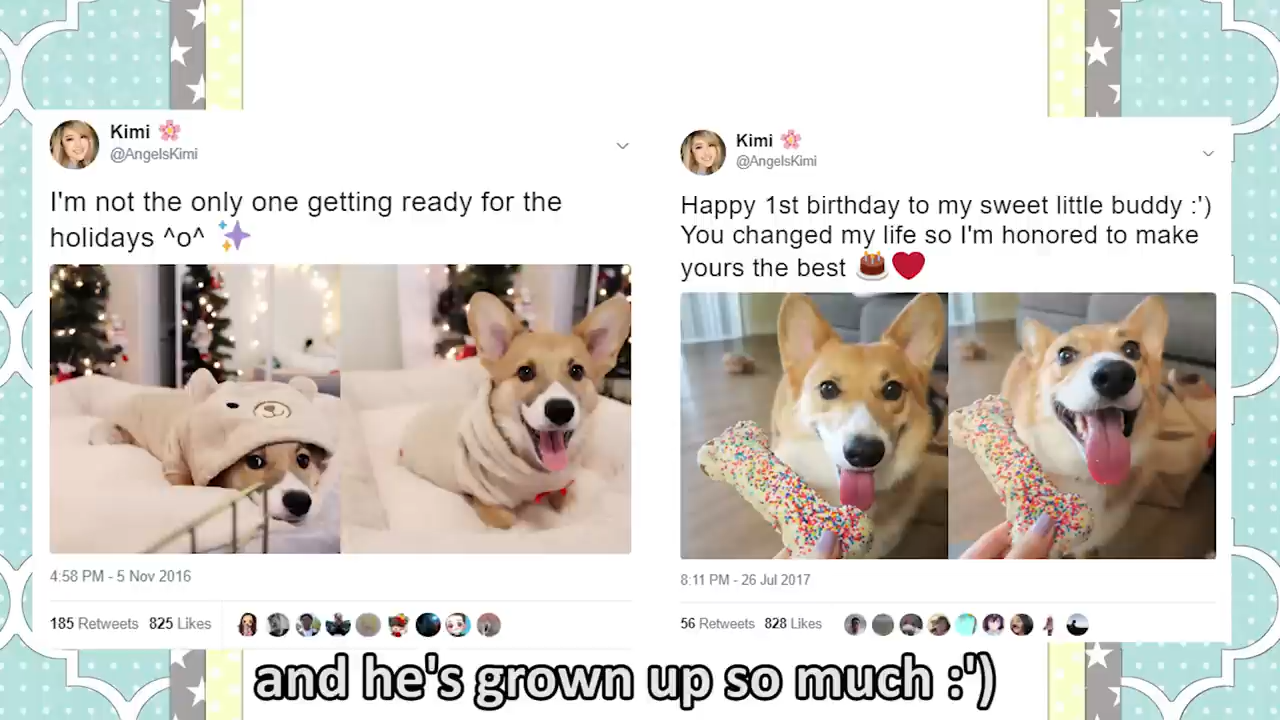 Kimi 🌸
@AngelsKimi
I'm not the only one getting ready for the
holidays ^o^ ✨
4:58 PM - 5 Nov 2016
185 Retweets 825 Likes
Kimi 🌸
@AngelsKimi
Happy 1st birthday to my sweet little buddy :')
You changed my life so I'm honored to make
yours the best 🎂❤️
8:11 PM - 26 Jul 2017
56 Retweets 828 Likes
and he's grown up so much :')